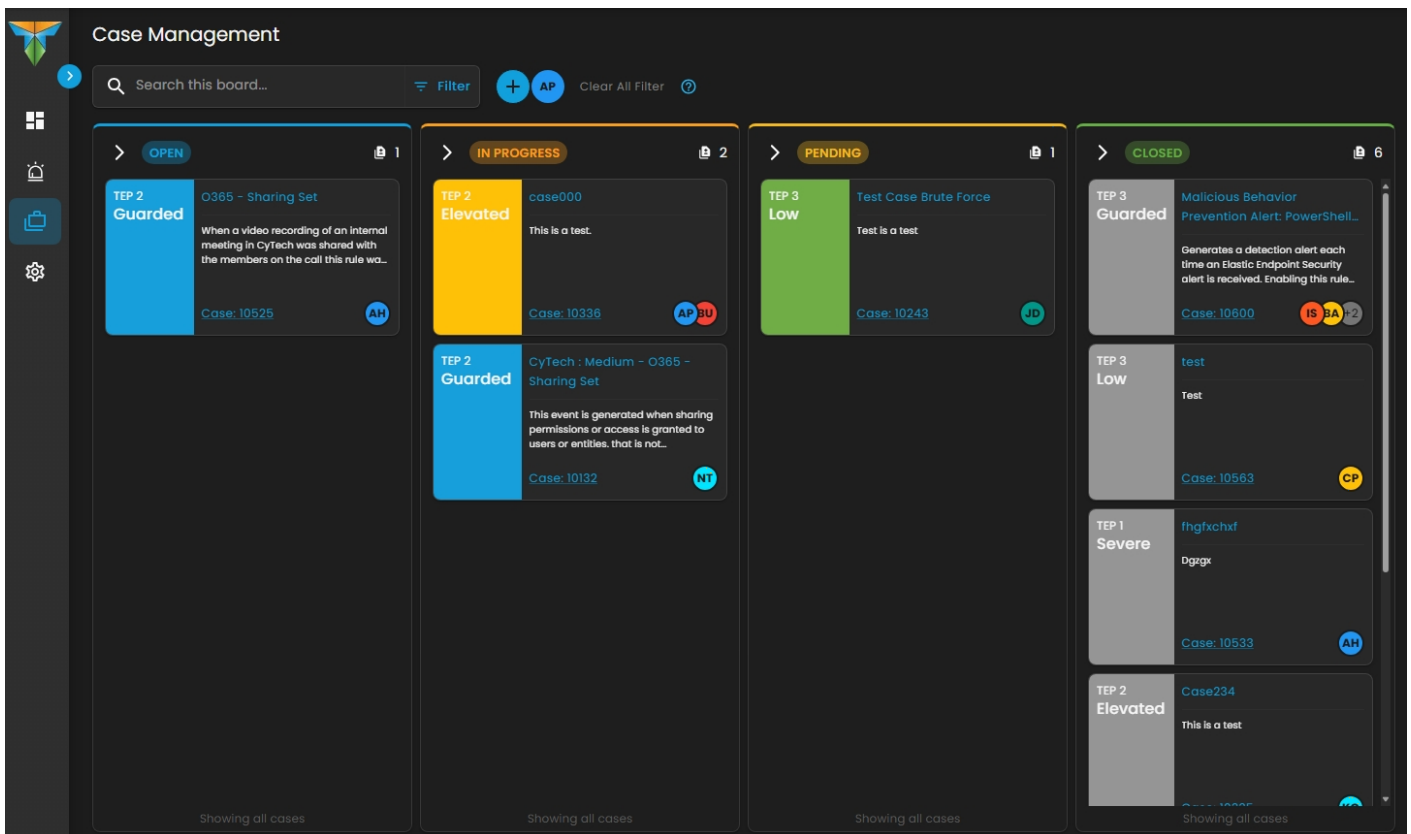 Case Management
Search this board...
Filter
AP
Clear All Filter
OPEN
1
TEP 2
Guarded
O365 - Sharing Set
When a video recording of an internal
meeting in CyTech was shared with
the members on the call this rule wa...
Case: 10525
AH
IN PROGRESS
2
TEP 2
Elevated
case000
This is a test.
Case: 10336
AP
BU
TEP 2
Guarded
CyTech : Medium - O365 -
Sharing Set
This event is generated when sharing
permissions or access is granted to
users or entities. that is not...
Case: 10132
NT
PENDING
1
TEP 3
Low
Test Case Brute Force
Test is a test
Case: 10243
JD
CLOSED
6
TEP 3
Guarded
Malicious Behavior
Prevention Alert: PowerShell...
Generates a detection alert each
time an Elastic Endpoint Security
alert is received. Enabling this rule...
Case: 10600
IS
BA
+2
TEP 3
Low
test
Test
Case: 10563
CP
TEP 1
Severe
fhgfxchxf
Dgzgx
Case: 10533
AH
TEP 2
Elevated
Case234
This is a test
Showing all cases
Showing all cases
Showing all cases
Showing all cases